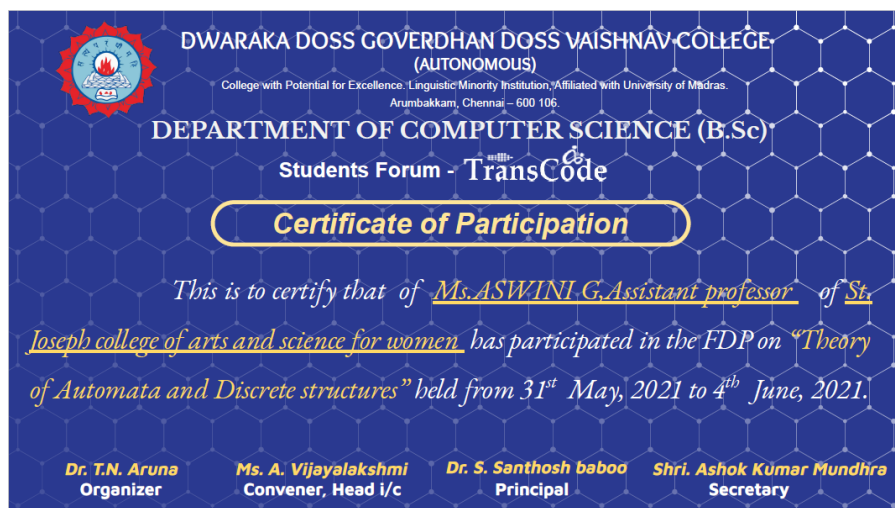 DWARAKA DOSS GOVERDHAN DOSS VAISHNAV COLLEGE
(AUTONOMOUS)
College with Potential for Excellence. Linguistic Minority Institution, Affiliated with University of Madras.
Arumbakkam, Chennai – 600 106.
DEPARTMENT OF COMPUTER SCIENCE (B.Sc)
Students Forum - TransCode
Certificate of Participation
This is to certify that of Ms.ASWINI G,Assistant professor of St.
Joseph college of arts and science for women has participated in the FDP on “Theory
of Automata and Discrete structures” held from 31st May, 2021 to 4th June, 2021.
Dr. T.N. Aruna Ms. A. Vijayalakshmi Dr. S. Santhosh baboo Shri. Ashok Kumar Mundhra
Organizer Convener, Head i/c Principal Secretary